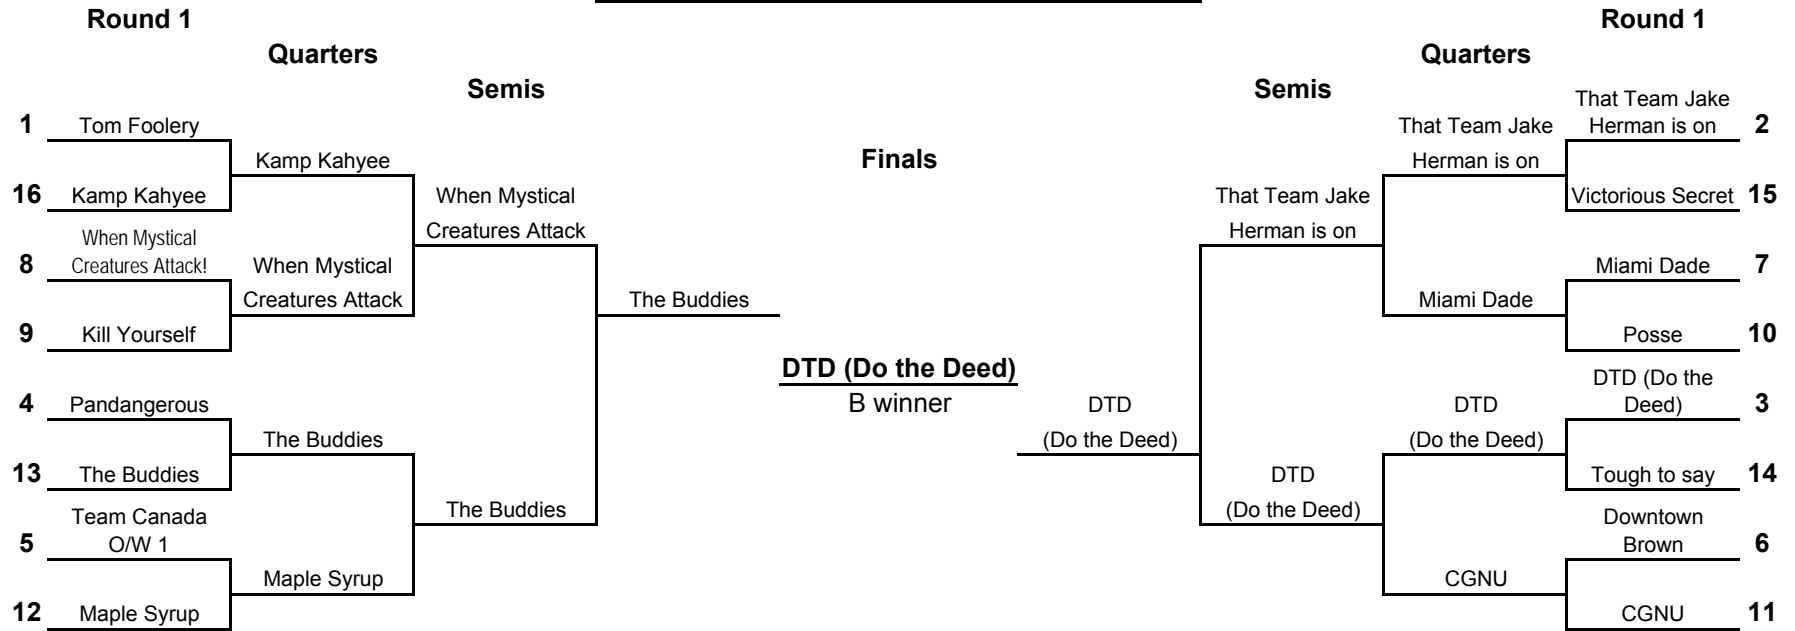 Round 1
Round 1
Quarters
Quarters
Semis
Semis
Finals
1 Tom Foolery
16 Kamp Kahyee
When Mystical
8 Creatures Attack!
9 Kill Yourself
4 Pandangerous
13 The Buddies
Team Canada
5 O/W 1
12 Maple Syrup
Kamp Kahyee
When Mystical
Creatures Attack
The Buddies
Maple Syrup
When Mystical
Creatures Attack
The Buddies
The Buddies
DTD (Do the Deed)
B winner
DTD
(Do the Deed)
That Team Jake
Herman is on
DTD
(Do the Deed)
That Team Jake
Herman is on
Miami Dade
DTD
(Do the Deed)
CGNU
That Team Jake
Herman is on 2
Victorious Secret 15
Miami Dade 7
Posse 10
DTD (Do the
Deed) 3
Tough to say 14
Downtown
Brown 6
CGNU 11